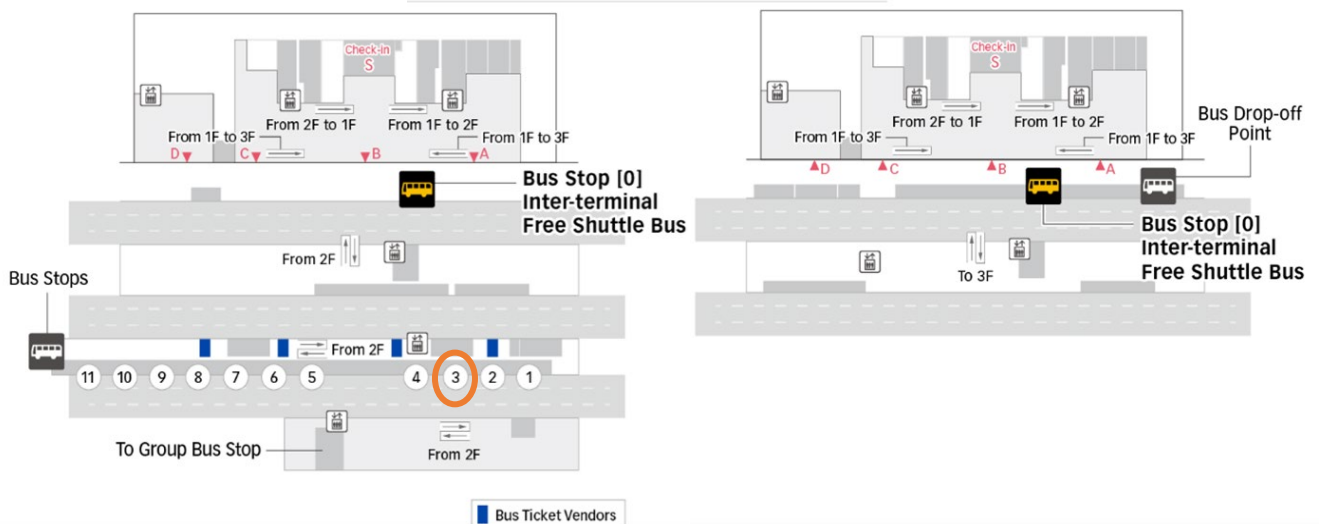 Check-in
S
From 2F to 1F
From 1F to 2F
From 1F to 3F
From 1F to 3F
D
C
B
A
Bus Stop [0]
Inter-terminal
Free Shuttle Bus
From 2F
Bus Stops
From 2F
11
10
9
8
7
6
5
4
3
2
1
To Group Bus Stop
From 2F
Bus Ticket Vendors
Check-in
S
From 2F to 1F
From 1F to 2F
From 1F to 3F
From 1F to 3F
Bus Drop-off
Point
D
C
B
A
Bus Stop [0]
Inter-terminal
Free Shuttle Bus
To 3F